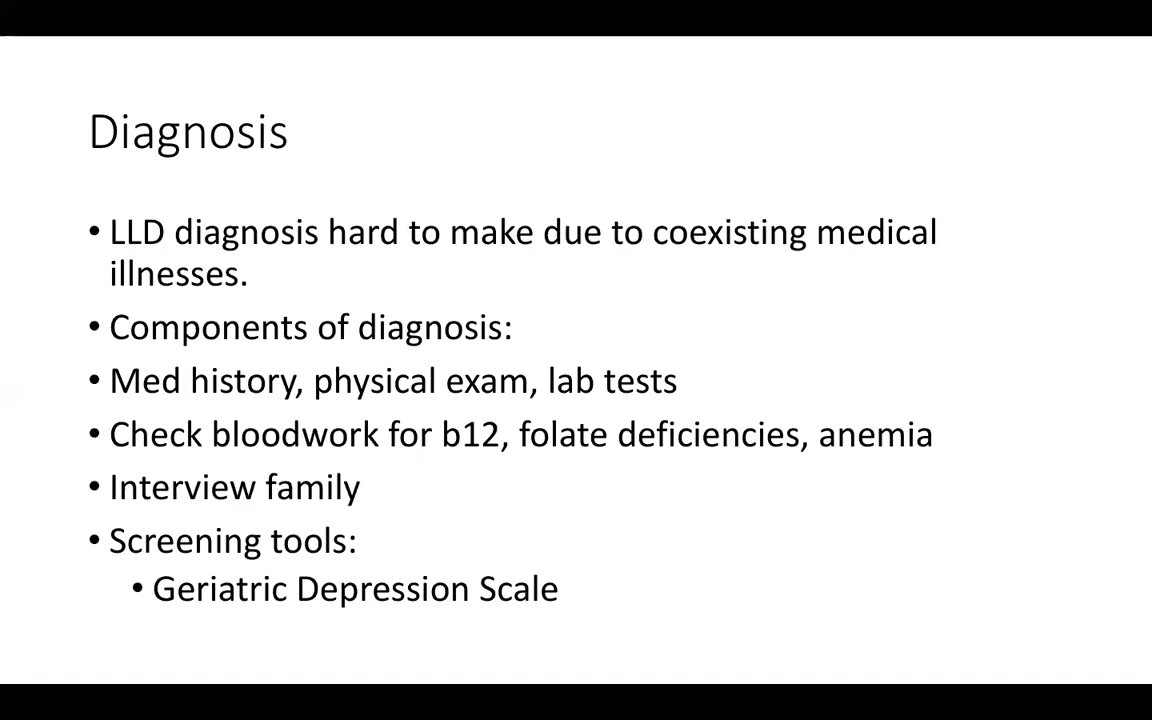 Diagnosis
• LLD diagnosis hard to make due to coexisting medical
illnesses.
• Components of diagnosis:
• Med history, physical exam, lab tests
• Check bloodwork for b12, folate deficiencies, anemia
• Interview family
• Screening tools:
• Geriatric Depression Scale